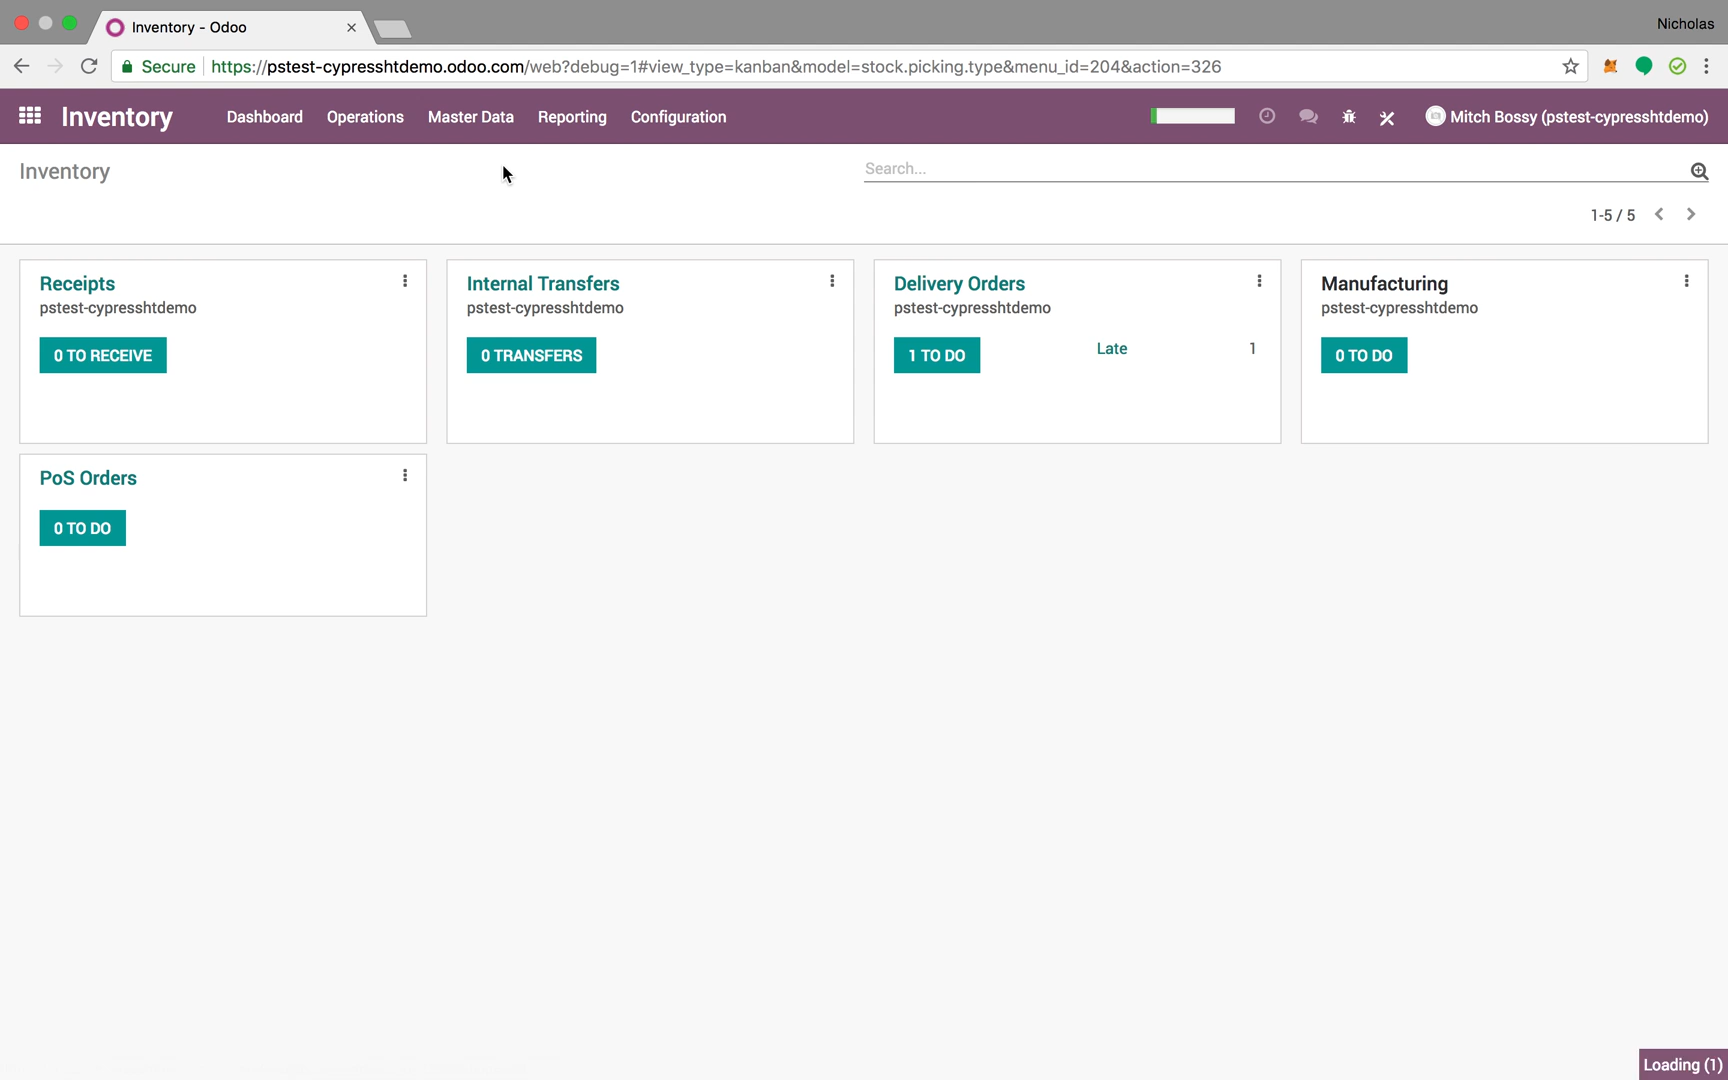 Inventory - Odoo
Nicholas
Secure https://pstest-cypresshtdemo.odoo.com/web?debug=1#view_type=kanban&model=stock.picking.type&menu_id=204&action=326
Inventory Dashboard Operations Master Data Reporting Configuration Mitch Bossy (pstest-cypresshtdemo)
Inventory
Search...
1-5 / 5
Receipts
pstest-cypresshtdemo
0 TO RECEIVE
Internal Transfers
pstest-cypresshtdemo
0 TRANSFERS
Delivery Orders
pstest-cypresshtdemo
1 TO DO Late 1
Manufacturing
pstest-cypresshtdemo
0 TO DO
PoS Orders
0 TO DO
Loading (1)